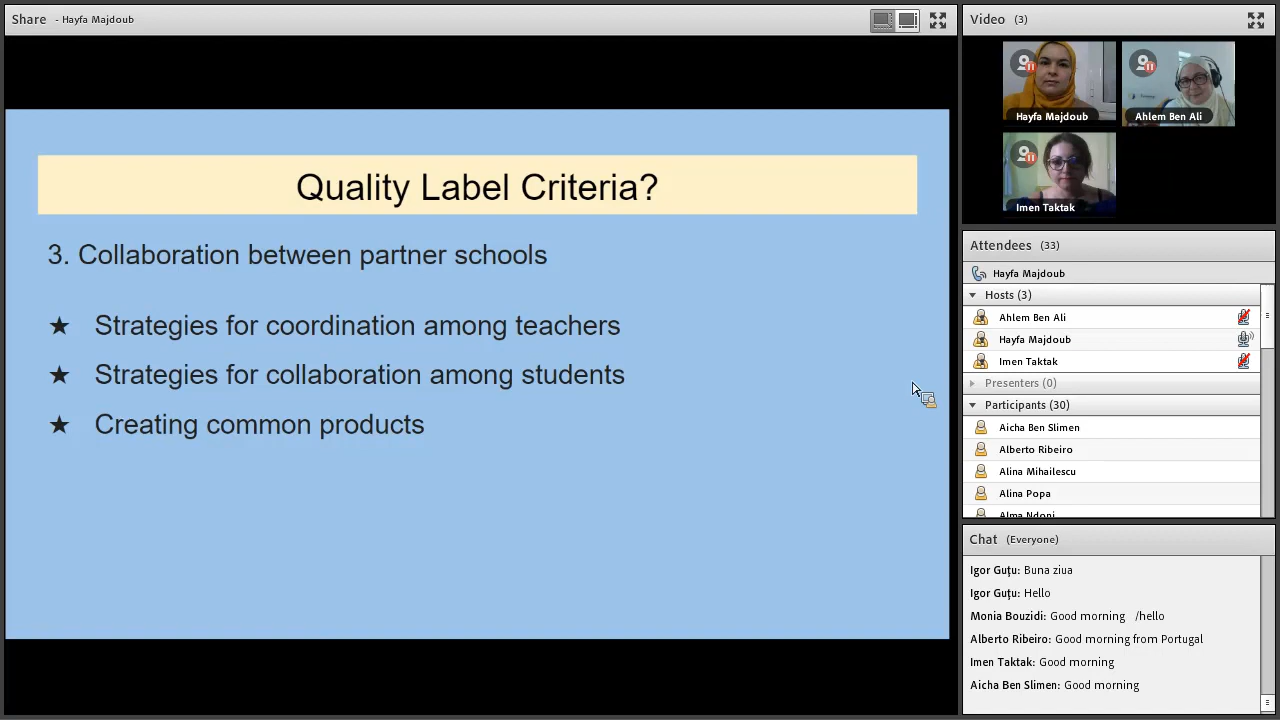 Share - Hayfa Majdoub
Quality Label Criteria?
3. Collaboration between partner schools
★ Strategies for coordination among teachers
★ Strategies for collaboration among students
★ Creating common products
Video (3)
Hayfa Majdoub
Ahlem Ben Ali
Imen Taktak
Attendees (33)
Hayfa Majdoub
Hosts (3)
Ahlem Ben Ali
Hayfa Majdoub
Imen Taktak
Presenters (0)
Participants (30)
Aicha Ben Slimen
Alberto Ribeiro
Alina Mihailescu
Alina Popa
Alma Ndoni
Chat (Everyone)
Igor Guțu: Buna ziua
Igor Guțu: Hello
Monia Bouzidi: Good morning /hello
Alberto Ribeiro: Good morning from Portugal
Imen Taktak: Good morning
Aicha Ben Slimen: Good morning